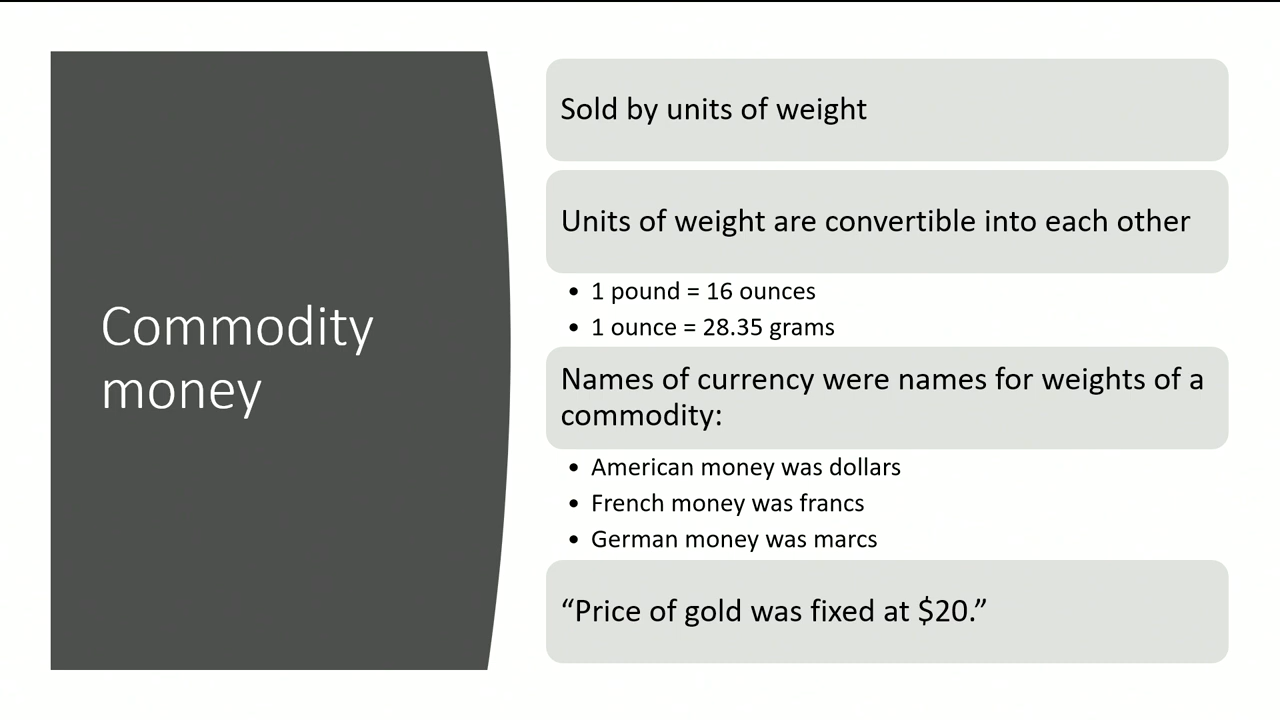 Commodity
money
Sold by units of weight
Units of weight are convertible into each other
• 1 pound = 16 ounces
• 1 ounce = 28.35 grams
Names of currency were names for weights of a
commodity:
• American money was dollars
• French money was francs
• German money was marcs
“Price of gold was fixed at $20.”